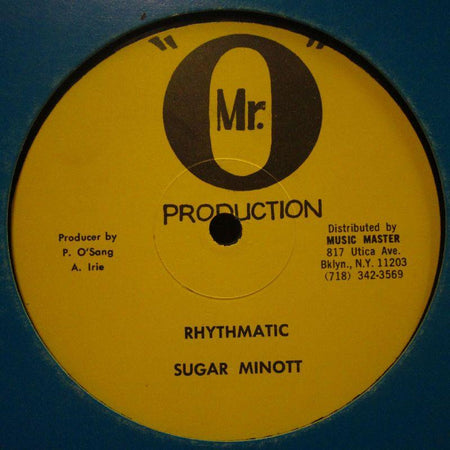 "O"
Mr.
PRODUCTION
Producer by
P. O'Sang
A. Irie
Distributed by
MUSIC MASTER
817 Utica Ave.
Bklyn., N.Y. 11203
(718) 342-3569
RHYTHMATIC
SUGAR MINOTT